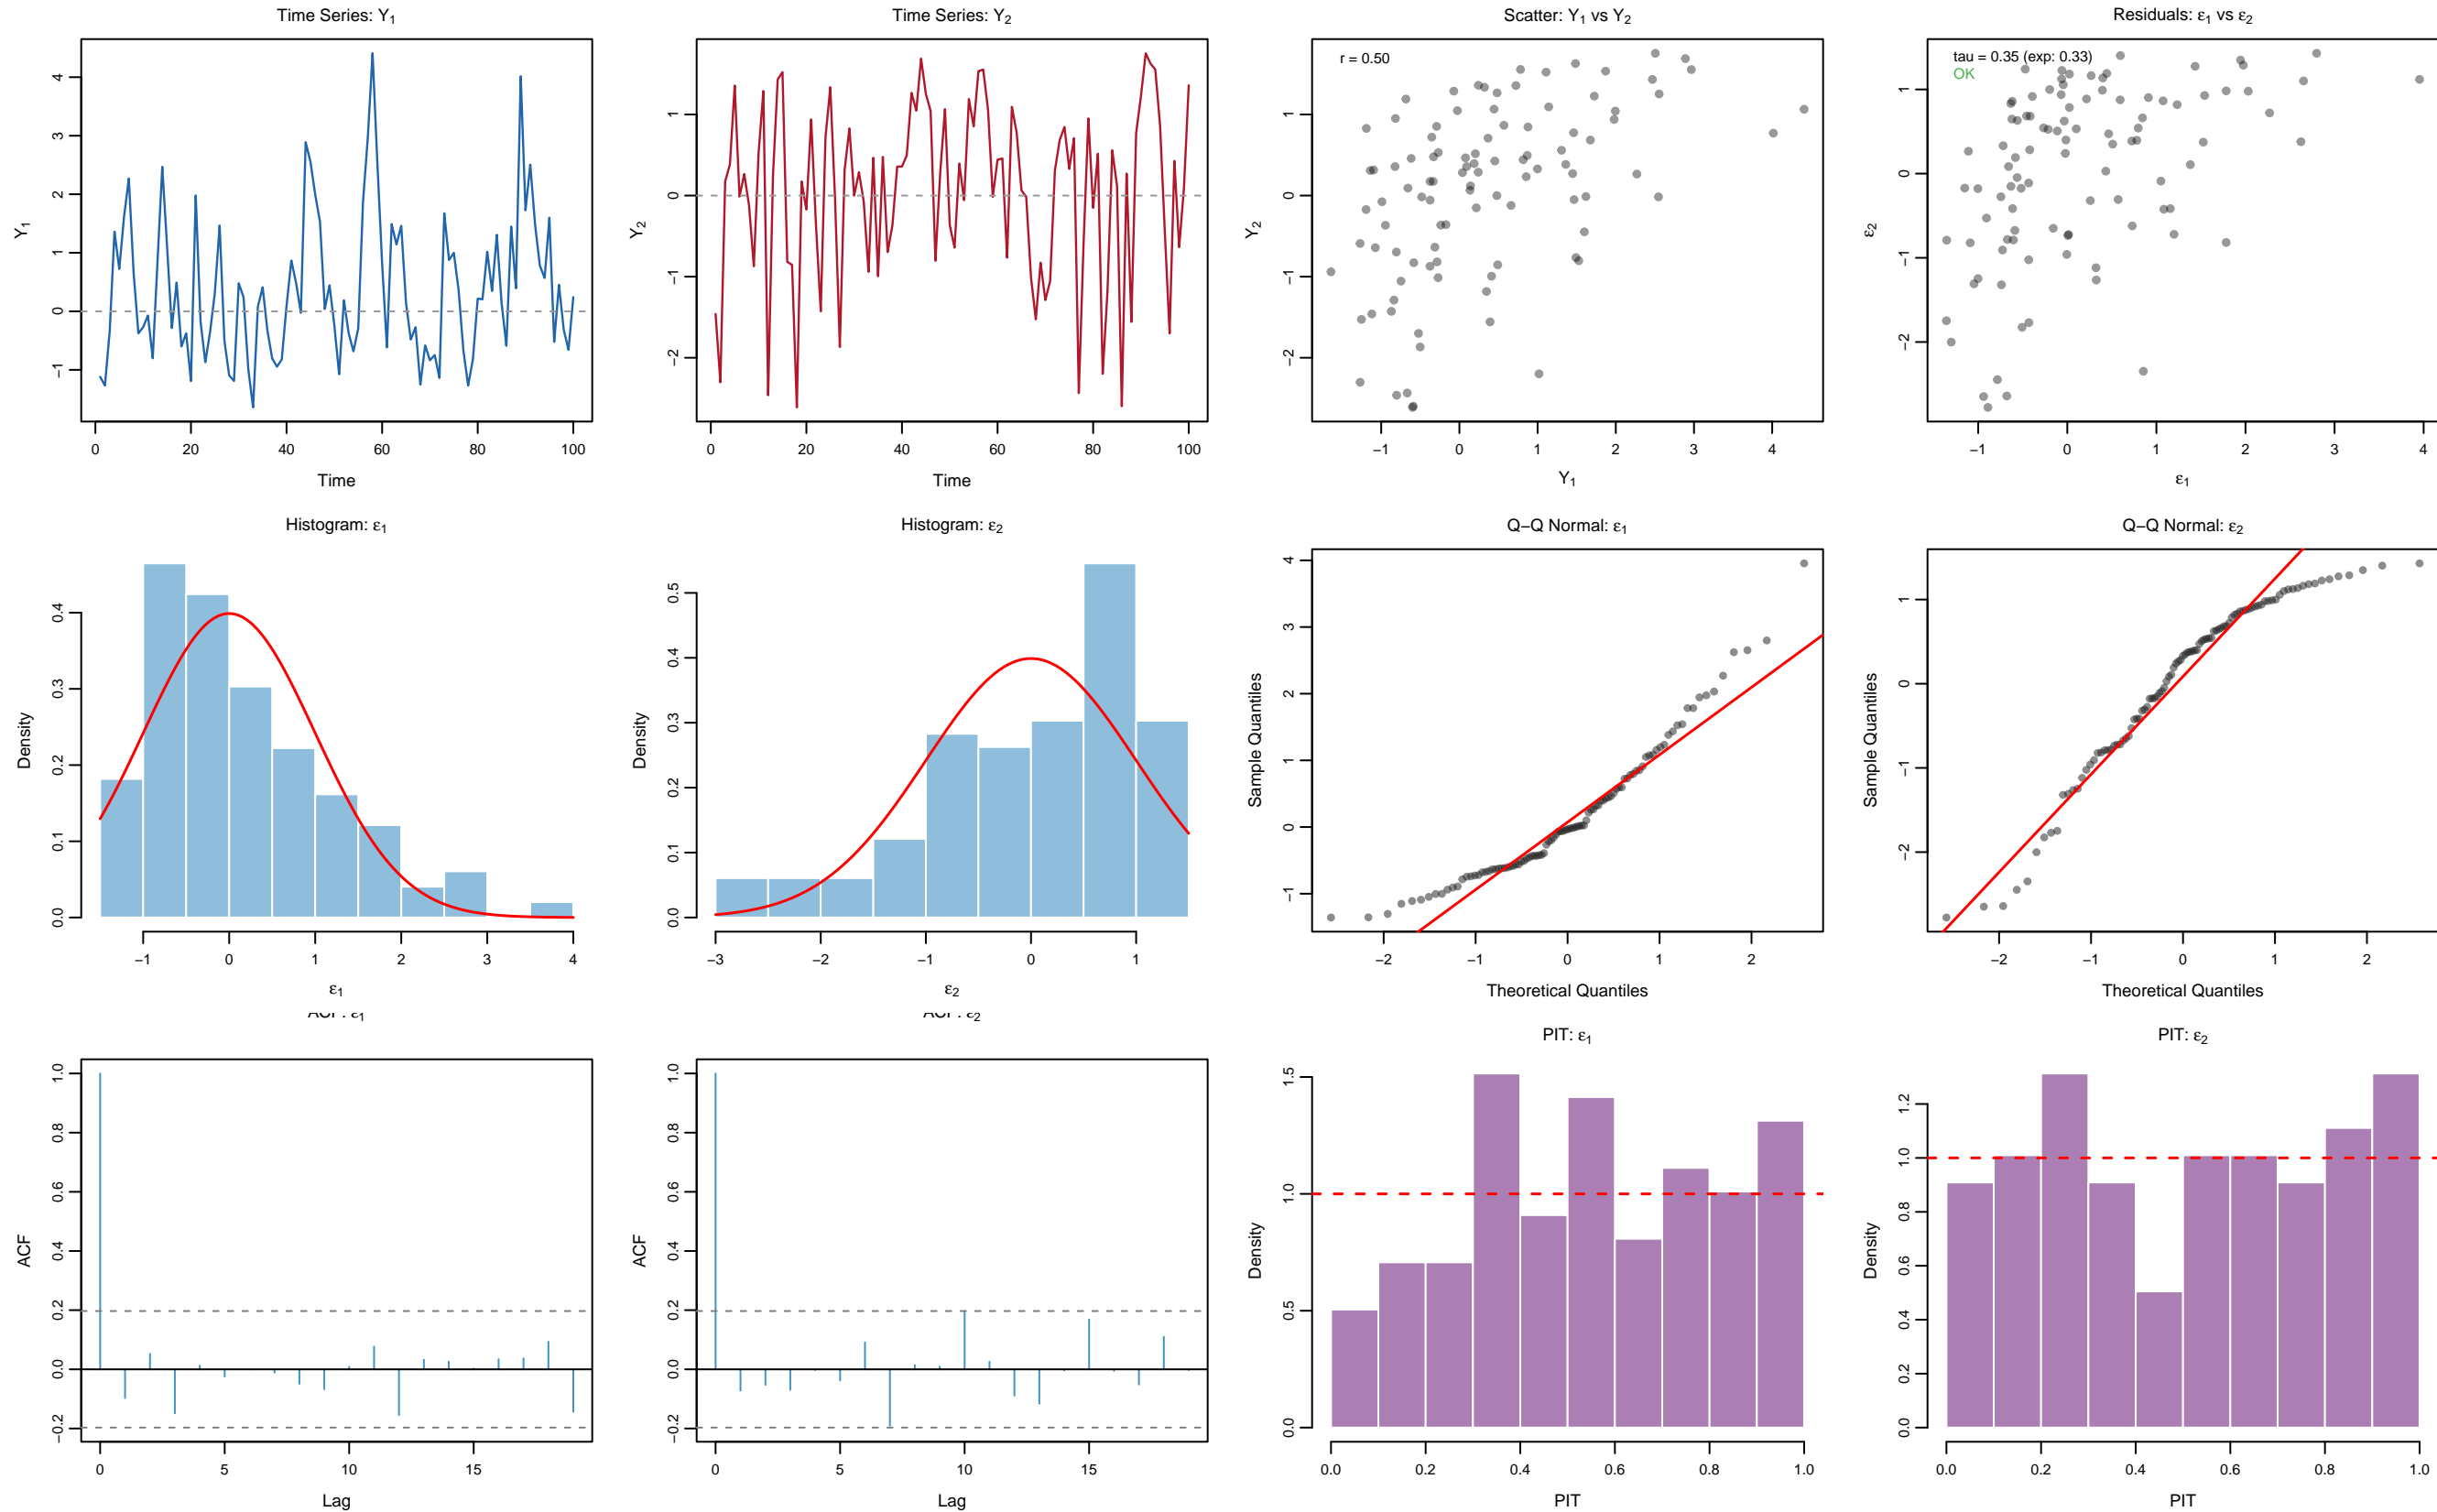 Time Series: Y₁
4
3
2
1
0
−1
Y₁
0 20 40 60 80 100
Time
Time Series: Y₂
1
0
−1
−2
Y₂
0 20 40 60 80 100
Time
Scatter: Y₁ vs Y₂
r = 0.50
1
0
−1
−2
Y₂
−1 0 1 2 3 4
Y₁
Residuals: ε₁ vs ε₂
tau = 0.35 (exp: 0.33)
OK
1
0
−1
−2
ε₂
−1 0 1 2 3 4
ε₁
Histogram: ε₁
0.4
0.3
0.2
0.1
0.0
Density
−1 0 1 2 3 4
ε₁
Histogram: ε₂
0.5
0.4
0.3
0.2
0.1
0.0
Density
−3 −2 −1 0 1
ε₂
Q−Q Normal: ε₁
4
3
2
1
0
−1
Sample Quantiles
−2 −1 0 1 2
Theoretical Quantiles
Q−Q Normal: ε₂
1
0
−1
−2
Sample Quantiles
−2 −1 0 1 2
Theoretical Quantiles
ACF: ε₁
1.0
0.8
0.6
0.4
0.2
0.0
−0.2
ACF
0 5 10 15
Lag
ACF: ε₂
1.0
0.8
0.6
0.4
0.2
0.0
−0.2
ACF
0 5 10 15
Lag
PIT: ε₁
1.5
1.0
0.5
0.0
Density
0.0 0.2 0.4 0.6 0.8 1.0
PIT
PIT: ε₂
1.2
1.0
0.8
0.6
0.4
0.2
0.0
Density
0.0 0.2 0.4 0.6 0.8 1.0
PIT